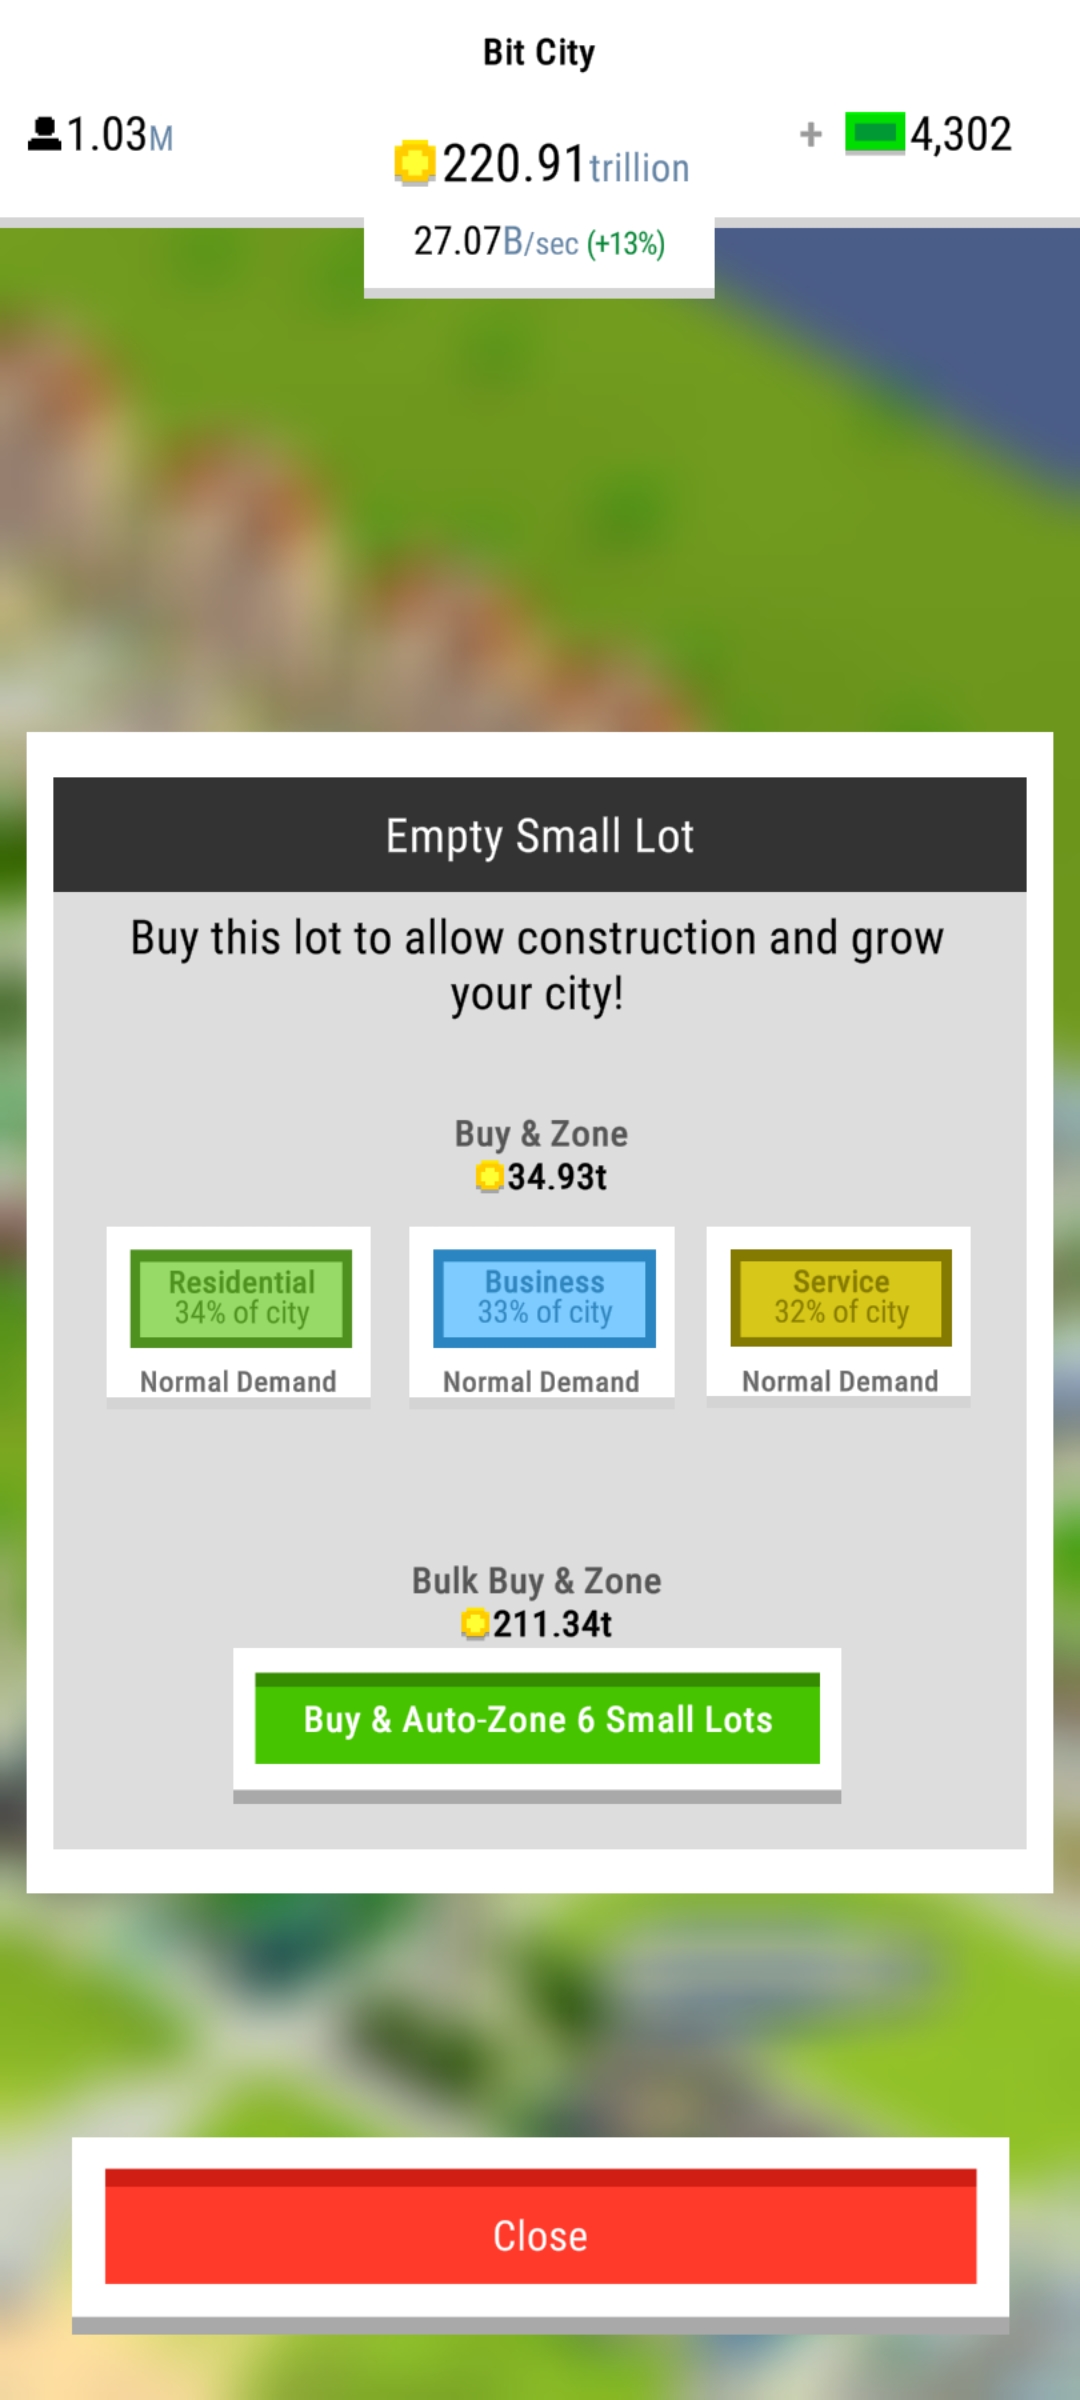 Bit City
1.03M
220.91trillion
+ 4,302
27.07B/sec (+13%)
Empty Small Lot
Buy this lot to allow construction and grow
your city!
Buy & Zone
34.93t
Residential
34% of city
Normal Demand
Business
33% of city
Normal Demand
Service
32% of city
Normal Demand
Bulk Buy & Zone
211.34t
Buy & Auto-Zone 6 Small Lots
Close